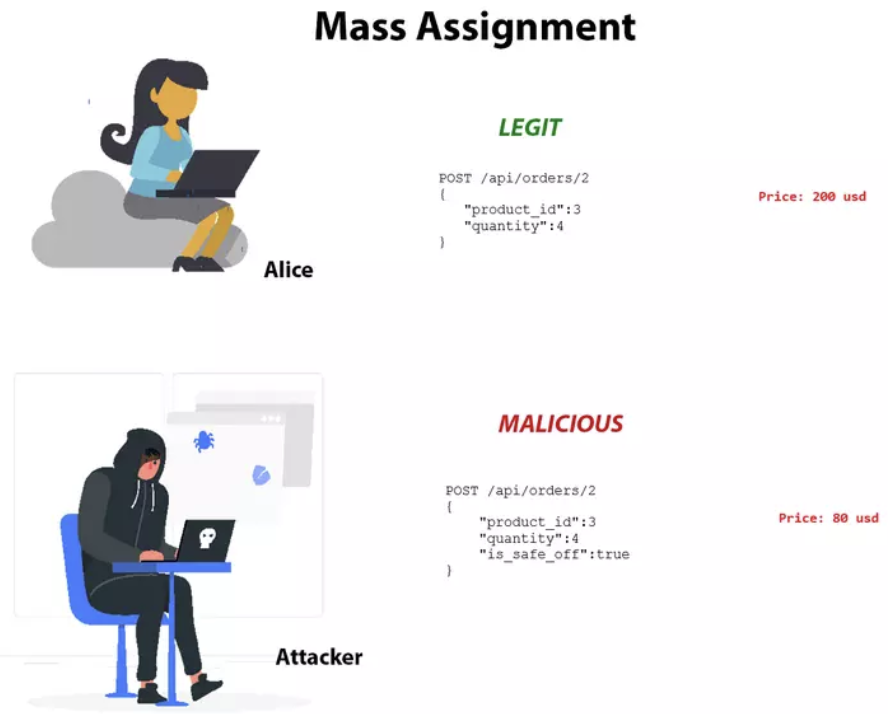 Mass Assignment
LEGIT
POST /api/orders/2
{
"product_id":3
"quantity":4
}
Price: 200 usd
Alice
MALICIOUS
POST /api/orders/2
{
"product_id":3
"quantity":4
"is_safe_off":true
}
Price: 80 usd
Attacker